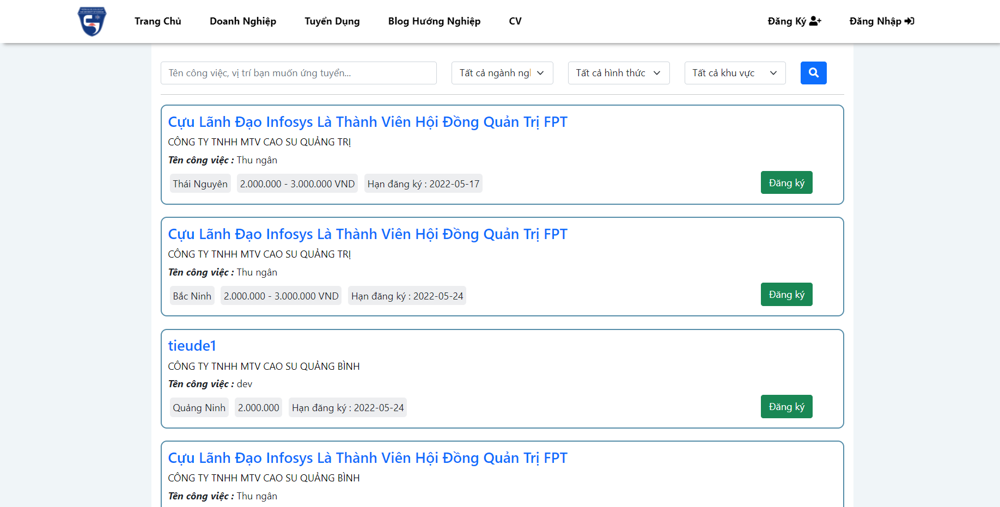 Trang Chủ Doanh Nghiệp Tuyển Dụng Blog Hướng Nghiệp CV Đăng Ký Đăng Nhập
Tên công việc, vị trí bạn muốn ứng tuyển... Tất cả ngành ngl Tất cả hình thức Tất cả khu vực
Cựu Lãnh Đạo Infosys Là Thành Viên Hội Đồng Quản Trị FPT
CÔNG TY TNHH MTV CAO SU QUẢNG TRỊ
Tên công việc : Thu ngân
Thái Nguyên 2.000.000 - 3.000.000 VND Hạn đăng ký : 2022-05-17 Đăng ký
Cựu Lãnh Đạo Infosys Là Thành Viên Hội Đồng Quản Trị FPT
CÔNG TY TNHH MTV CAO SU QUẢNG TRỊ
Tên công việc : Thu ngân
Bắc Ninh 2.000.000 - 3.000.000 VND Hạn đăng ký : 2022-05-24 Đăng ký
tieude1
CÔNG TY TNHH MTV CAO SU QUẢNG BÌNH
Tên công việc : dev
Quảng Ninh 2.000.000 Hạn đăng ký : 2022-05-24 Đăng ký
Cựu Lãnh Đạo Infosys Là Thành Viên Hội Đồng Quản Trị FPT
CÔNG TY TNHH MTV CAO SU QUẢNG BÌNH
Tên công việc : Thu ngân